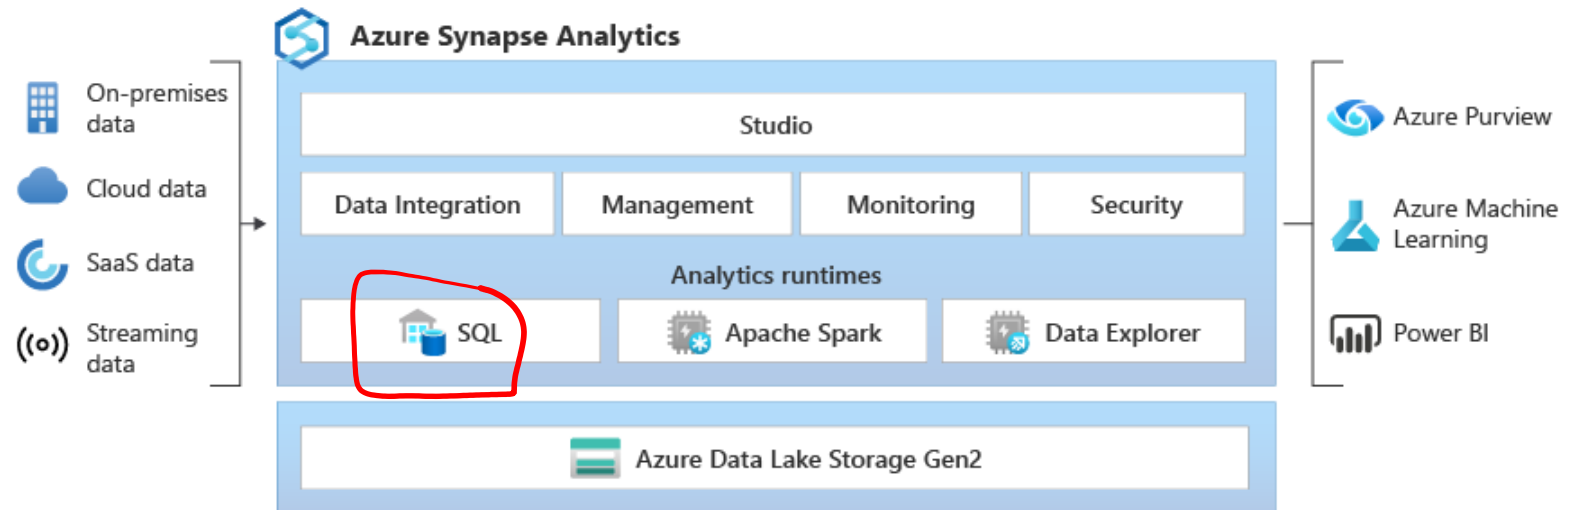 Azure Synapse Analytics
On-premises
data
Cloud data
SaaS data
Streaming
data
Studio
Data Integration
Management
Monitoring
Security
Analytics runtimes
SQL
Apache Spark
Data Explorer
Azure Data Lake Storage Gen2
Azure Purview
Azure Machine
Learning
Power BI